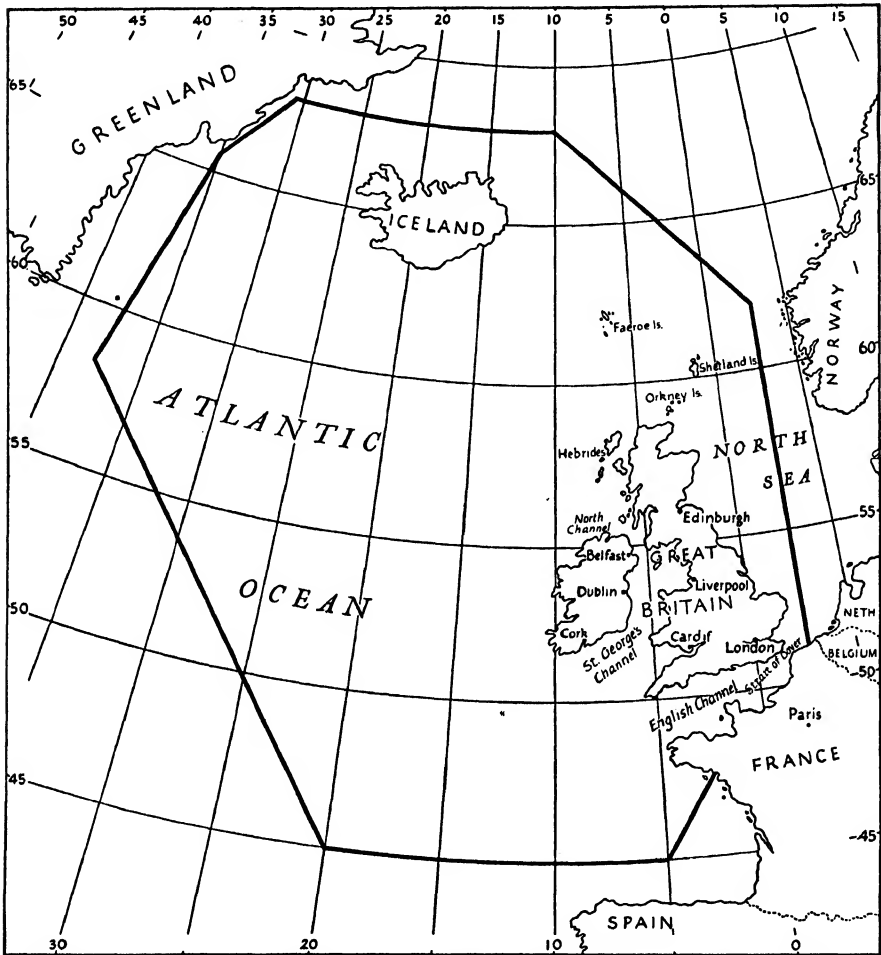 50 45 40 35 30 25 20 15 10 5 0 5 10 15
65
GREENLAND
ICELAND
65
60
Faeroe Is.
NORWAY
60
Shetland Is.
Orkney Is.
ATLANTIC
NORTH
SEA
Hebrides
55
55
North
Channel
Edinburgh
Belfast
GREAT
OCEAN
Dublin
Liverpool
BRITAIN
50
NETH
Cork
Cardif
St. George's
Channel
London
Strait of Dover
BELGIUM
50
English Channel
Paris
FRANCE
45
45
SPAIN
30 20 10 0